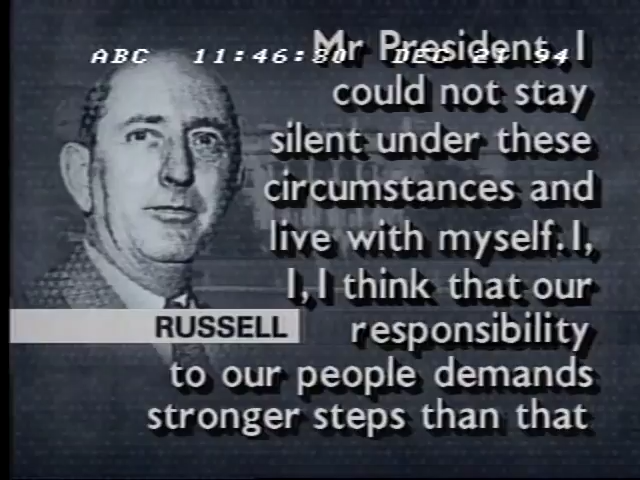 ABC 11:46:30 DEC 21 94
Mr President, I
could not stay
silent under these
circumstances and
live with myself. I,
I, I think that our
RUSSELL
responsibility
to our people demands
stronger steps than that